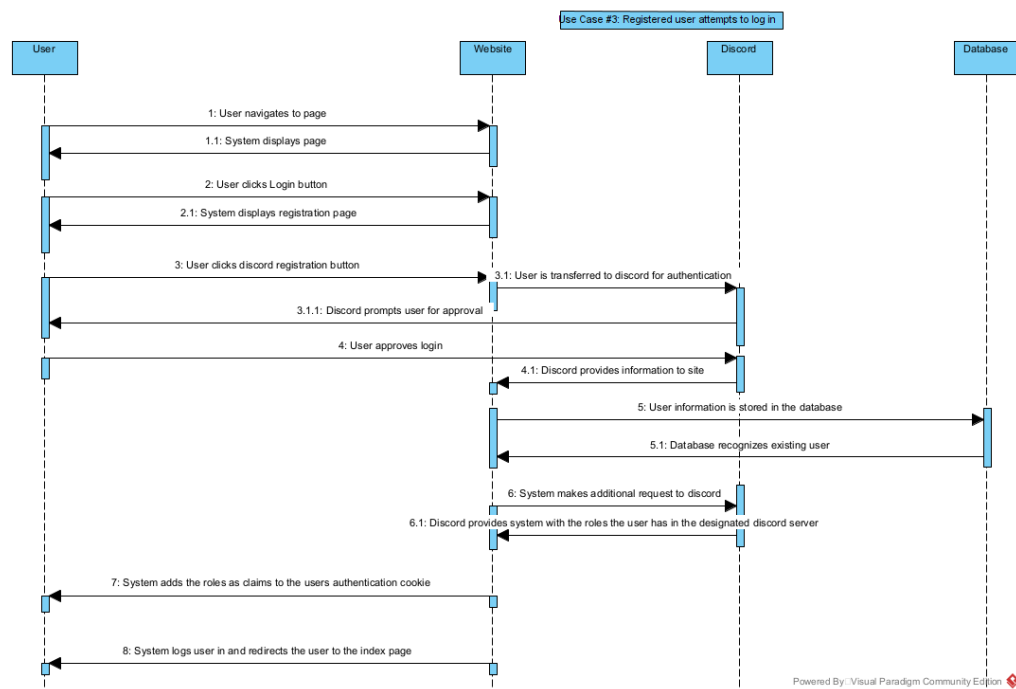 Use Case #3: Registered user attempts to log in
User
Website
Discord
Database
1: User navigates to page
1.1: System displays page
2: User clicks Login button
2.1: System displays registration page
3: User clicks discord registration button
3.1: User is transferred to discord for authentication
3.1.1: Discord prompts user for approval
4: User approves login
4.1: Discord provides information to site
5: User information is stored in the database
5.1: Database recognizes existing user
6: System makes additional request to discord
6.1: Discord provides system with the roles the user has in the designated discord server
7: System adds the roles as claims to the users authentication cookie
8: System logs user in and redirects the user to the index page
Powered By Visual Paradigm Community Edition